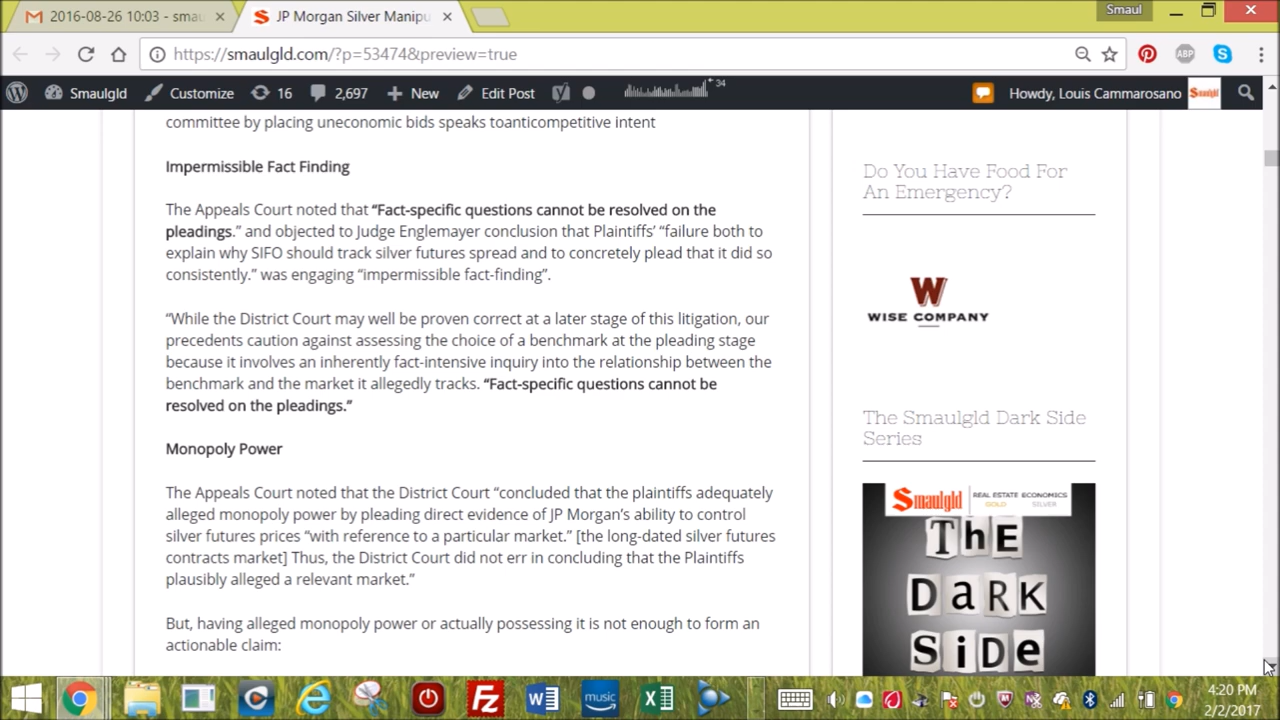 2016-08-26 10:03 - smau
JP Morgan Silver Manipu
Smaul
https://smaulgld.com/?p=53474&preview=true
ABP
Smaulgld
Customize
16
2,697
New
Edit Post
34
Howdy, Louis Cammarosano
Smaulgld
committee by placing uneconomic bids speaks toanticompetitive intent
Impermissible Fact Finding
The Appeals Court noted that “Fact-specific questions cannot be resolved on the
pleadings.” and objected to Judge Englemayer conclusion that Plaintiffs’ “failure both to
explain why SIFO should track silver futures spread and to concretely plead that it did so
consistently.” was engaging “impermissible fact-finding”.
“While the District Court may well be proven correct at a later stage of this litigation, our
precedents caution against assessing the choice of a benchmark at the pleading stage
because it involves an inherently fact-intensive inquiry into the relationship between the
benchmark and the market it allegedly tracks. “Fact-specific questions cannot be
resolved on the pleadings.”
Monopoly Power
The Appeals Court noted that the District Court “concluded that the plaintiffs adequately
alleged monopoly power by pleading direct evidence of JP Morgan’s ability to control
silver futures prices “with reference to a particular market.” [the long-dated silver futures
contracts market] Thus, the District Court did not err in concluding that the Plaintiffs
plausibly alleged a relevant market.”
But, having alleged monopoly power or actually possessing it is not enough to form an
actionable claim:
Do You Have Food For
An Emergency?
W
WISE COMPANY
The Smaulgld Dark Side
Series
Smaulgld
REAL ESTATE ECONOMICS
GOLD SILVER
The
Dark
Side
music
4:20 PM
2/2/2017